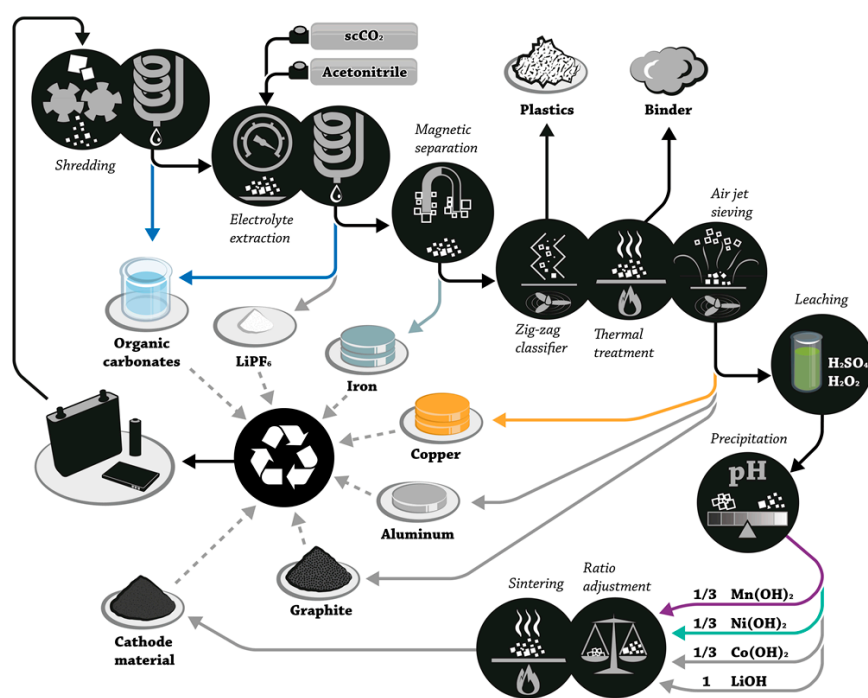 scCO₂
Acetonitrile
Shredding
Electrolyte
extraction
Magnetic
separation
Plastics
Binder
Air jet
sieving
Zig-zag
classifier
Thermal
treatment
Leaching
H₂SO₄
H₂O₂
Organic
carbonates
LiPF₆
Iron
Copper
Precipitation
pH
Aluminum
Graphite
Cathode
material
Sintering
Ratio
adjustment
1/3 Mn(OH)₂
1/3 Ni(OH)₂
1/3 Co(OH)₂
1 LiOH